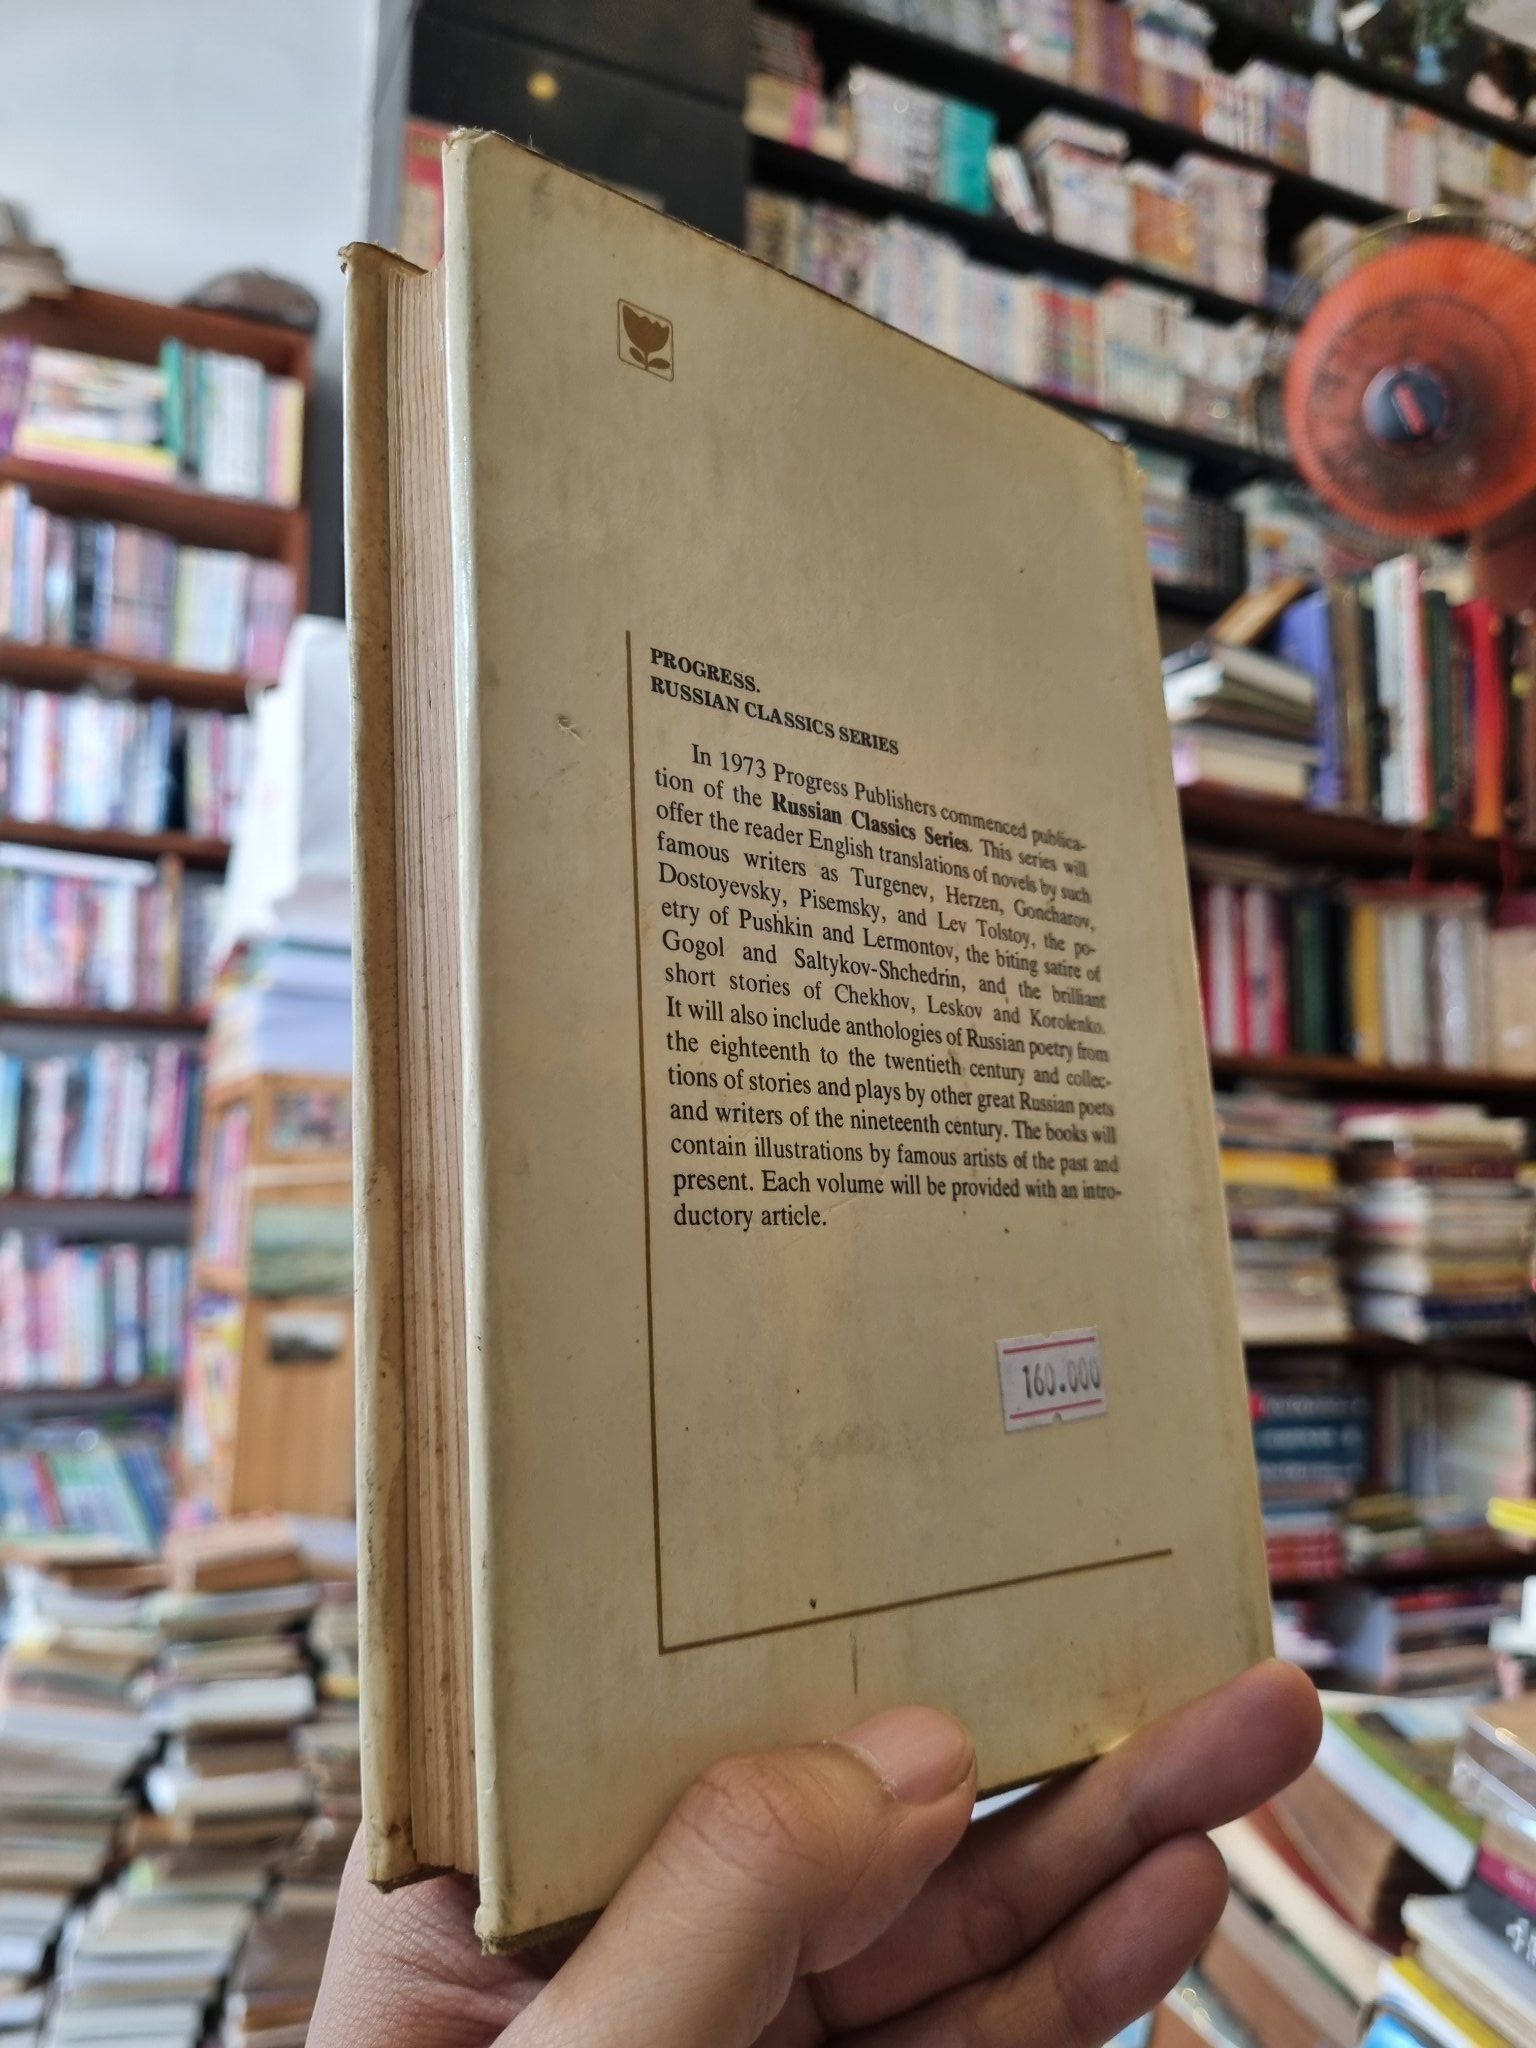 PROGRESS.
RUSSIAN CLASSICS SERIES
In 1973 Progress Publishers commenced publica-
tion of the Russian Classics Series. This series will
offer the reader English translations of novels by such
famous writers as Turgenev, Herzen, Goncharov,
Dostoyevsky, Pisemsky, and Lev Tolstoy, the po-
etry of Pushkin and Lermontov, the biting satire of
Gogol and Saltykov-Shchedrin, and the brilliant
short stories of Chekhov, Leskov and Korolenko.
It will also include anthologies of Russian poetry from
the eighteenth to the twentieth century and collec-
tions of stories and plays by other great Russian poets
and writers of the nineteenth century. The books will
contain illustrations by famous artists of the past and
present. Each volume will be provided with an intro-
ductory article.
160.000